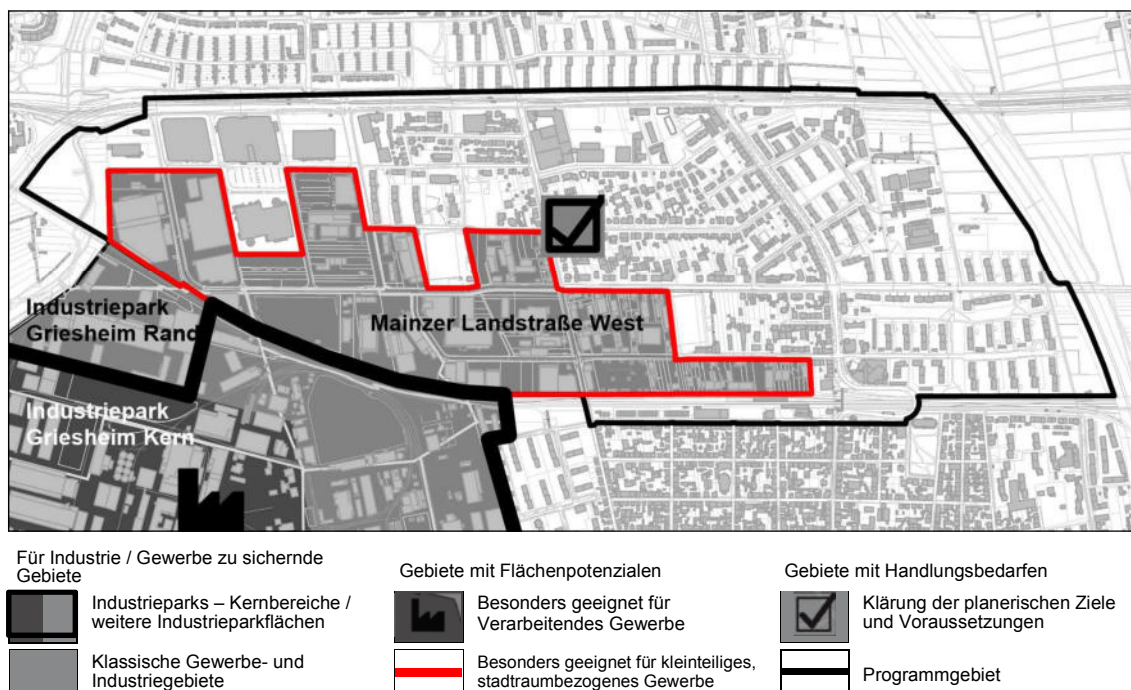 Industriepark
Griesheim Rand
Mainzer Landstraße West
Industriepark
Griesheim Kern
Für Industrie / Gewerbe zu sichernde
Gebiete
Industrieparks – Kernbereiche /
weitere Industrieparkflächen
Klassische Gewerbe- und
Industriegebiete
Gebiete mit Flächenpotenzialen
Besonders geeignet für
Verarbeitendes Gewerbe
Besonders geeignet für kleinteiliges,
stadtraumbezogenes Gewerbe
Gebiete mit Handlungsbedarfen
Klärung der planerischen Ziele
und Voraussetzungen
Programmgebiet